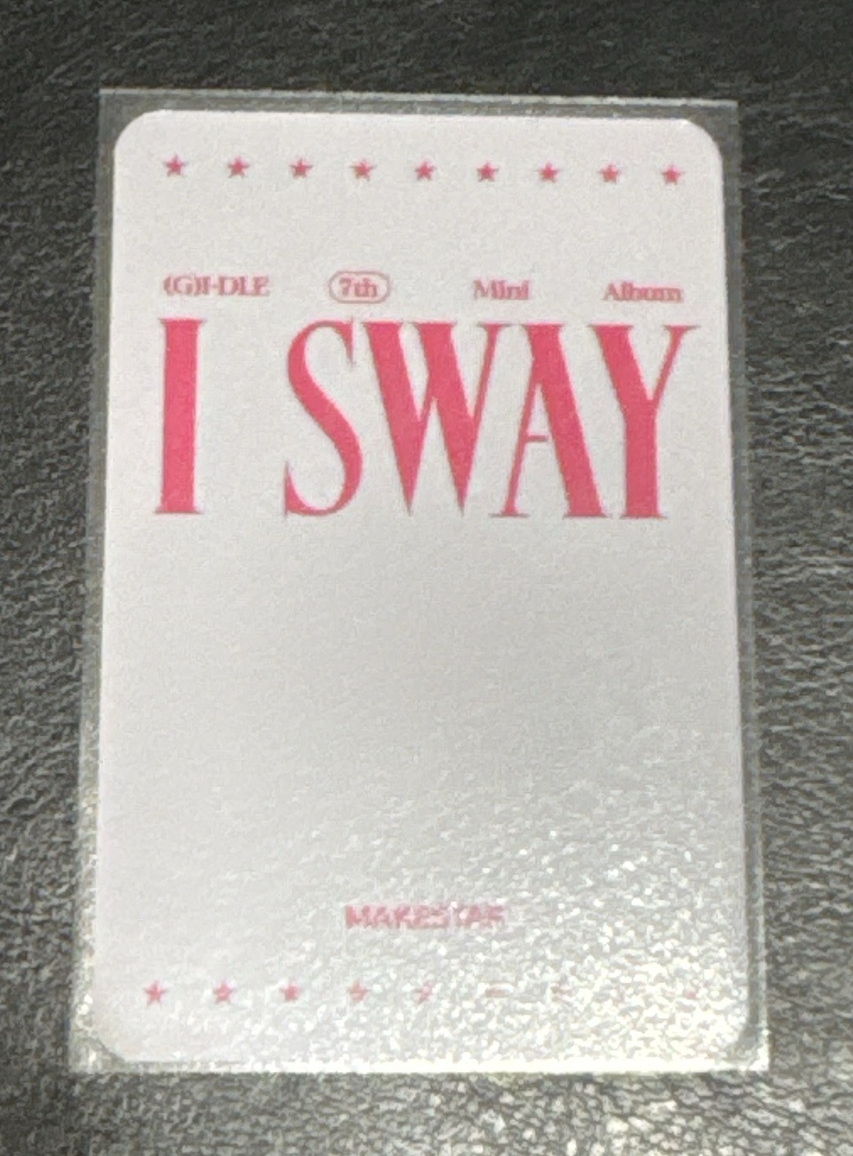 ★ ★ ★ ★ ★ ★ ★ ★ ★
(G)I-DLE 7th Mini Album
I SWAY
MAKESTAR
★ ★ ★ ★ ★ ★ ★ ★ ★